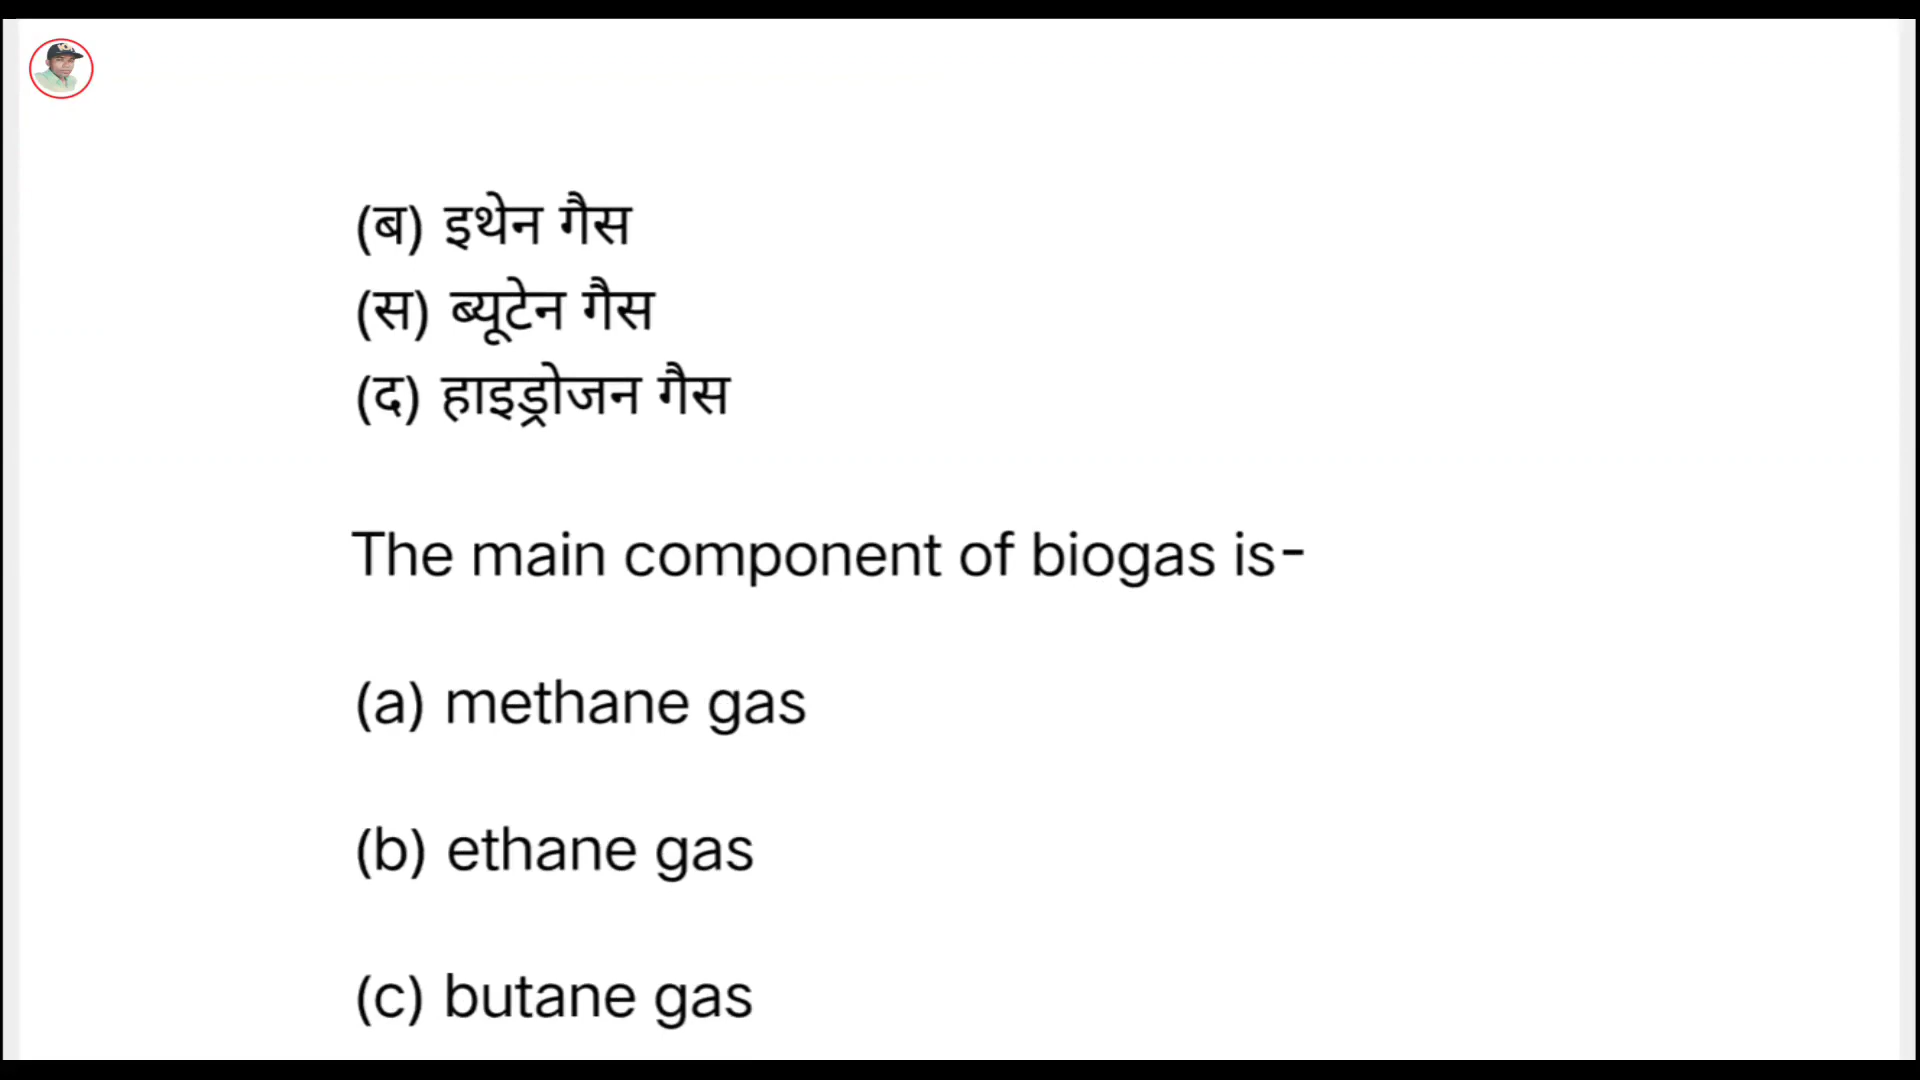 (ब) इथेन गैस
(स) ब्यूटेन गैस
(द) हाइड्रोजन गैस
The main component of biogas is-
(a) methane gas
(b) ethane gas
(c) butane gas